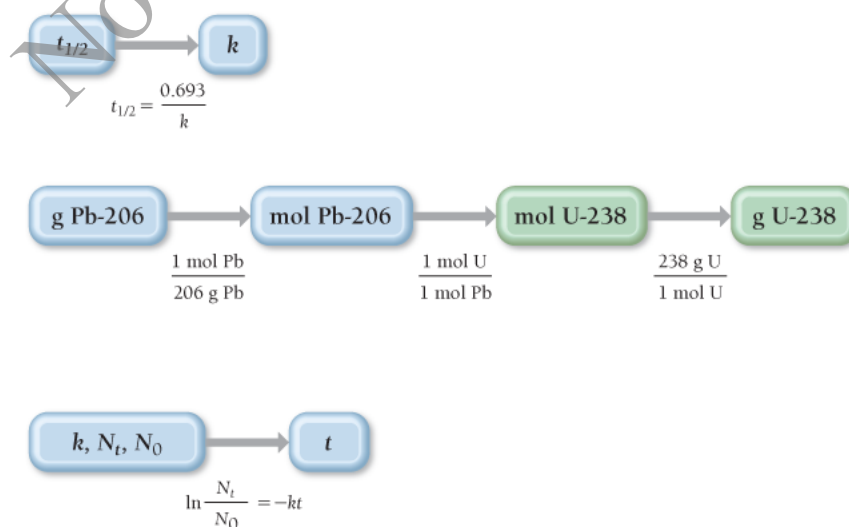 No
t1/2 k
t1/2 = 0.693/k
g Pb-206 mol Pb-206 mol U-238 g U-238
1 mol Pb 1 mol U 238 g U
206 g Pb 1 mol Pb 1 mol U
k, Nt, N0 t
ln Nt/N0 = −kt